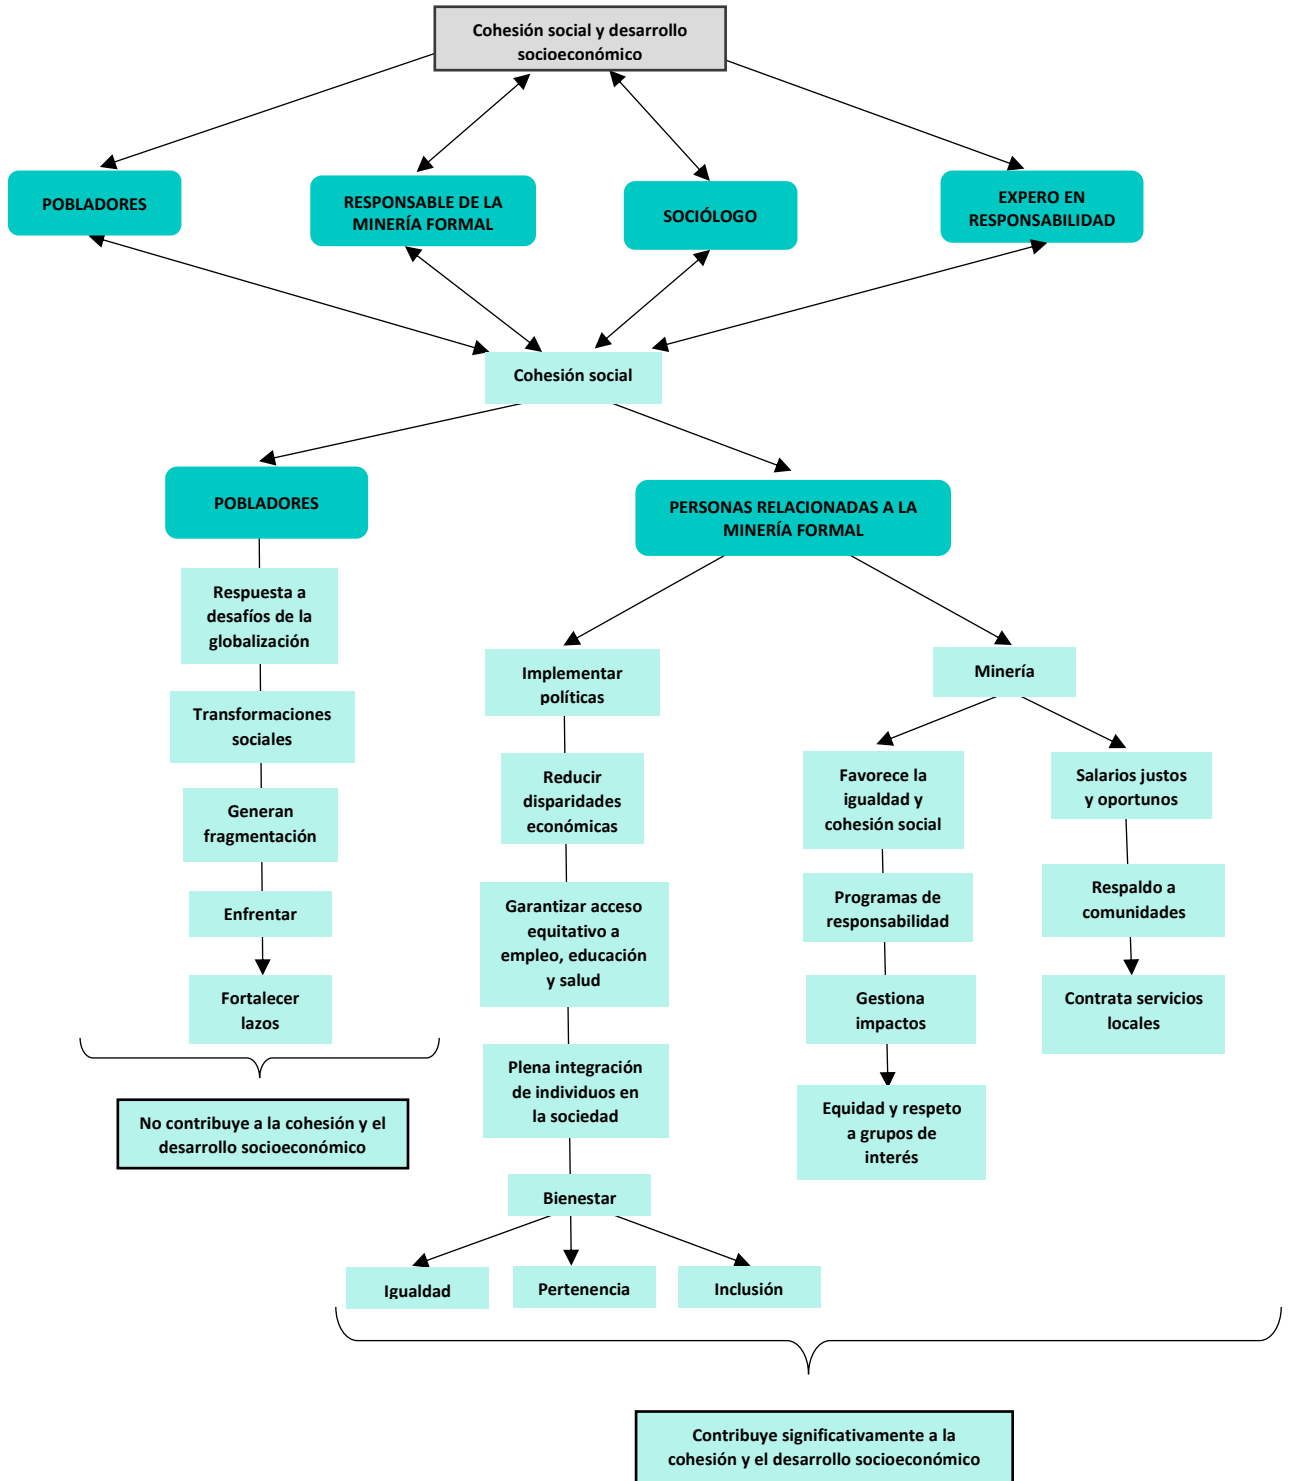 Cohesión social y desarrollo
socioeconómico
POBLADORES
RESPONSABLE DE LA
MINERÍA FORMAL
SOCIÓLOGO
EXPERO EN
RESPONSABILIDAD
Cohesión social
POBLADORES
PERSONAS RELACIONADAS A LA
MINERÍA FORMAL
Respuesta a
desafíos de la
globalización
Transformaciones
sociales
Generan
fragmentación
Enfrentar
Fortalecer
lazos
No contribuye a la cohesión y el
desarrollo socioeconómico
Implementar
políticas
Reducir
disparidades
económicas
Garantizar acceso
equitativo a
empleo, educación
y salud
Plena integración
de individuos en
la sociedad
Bienestar
Igualdad
Pertenencia
Inclusión
Minería
Favorece la
igualdad y
cohesión social
Programas de
responsabilidad
Gestiona
impactos
Equidad y respeto
a grupos de
interés
Salarios justos
y oportunos
Respaldo a
comunidades
Contrata servicios
locales
Contribuye significativamente a la
cohesión y el desarrollo socioeconómico